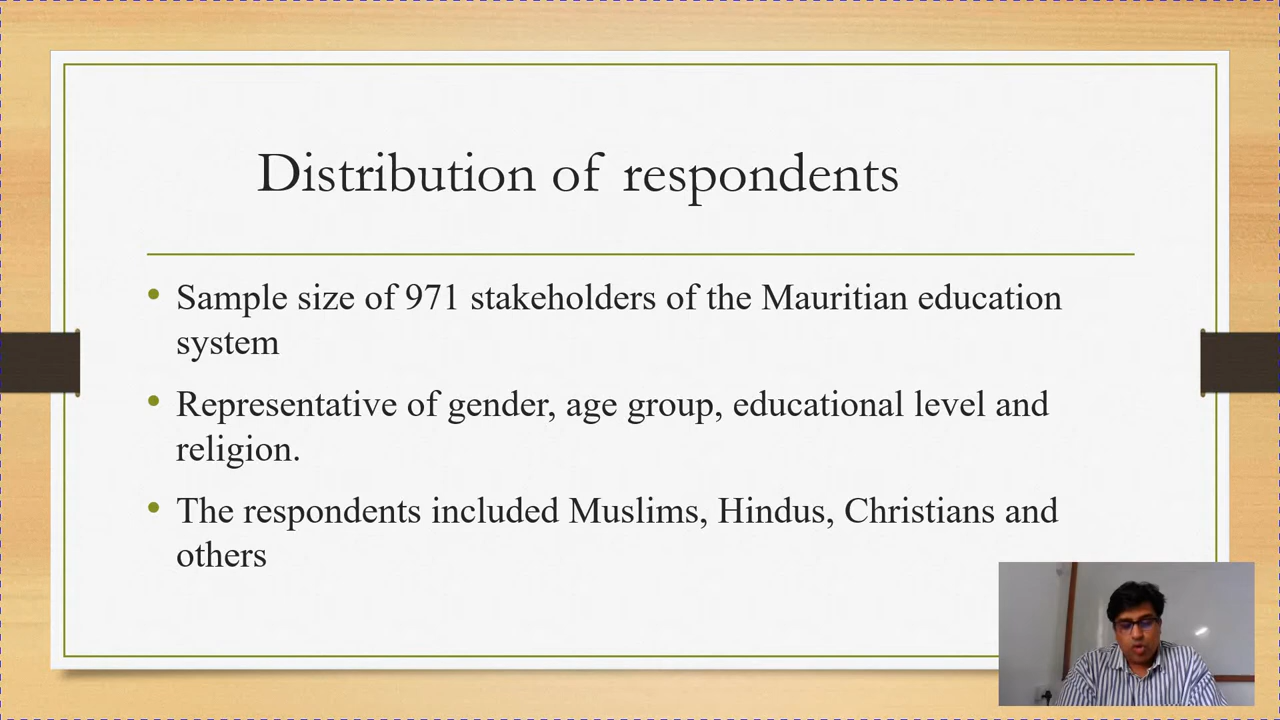 Distribution of respondents
• Sample size of 971 stakeholders of the Mauritian education
system
• Representative of gender, age group, educational level and
religion.
• The respondents included Muslims, Hindus, Christians and
others